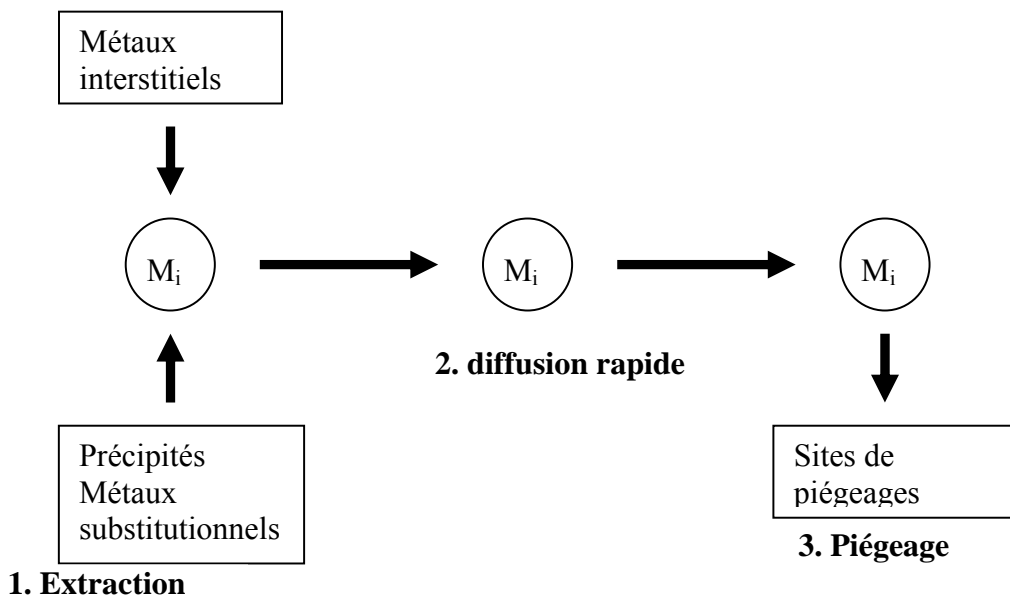 Métaux
interstitiels
Mi
Mi
Mi
2. diffusion rapide
Précipités
Métaux
substitutionnels
1. Extraction
Sites de
piégeages
3. Piégeage